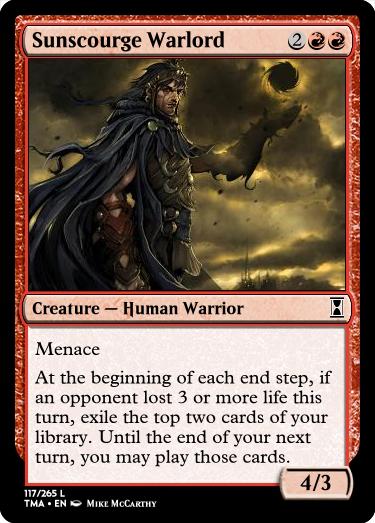 Sunscourge Warlord 2
Creature — Human Warrior
Menace
At the beginning of each end step, if
an opponent lost 3 or more life this
turn, exile the top two cards of your
library. Until the end of your next
turn, you may play those cards.
4/3
117/265 L
TMA • EN Mike McCarthy